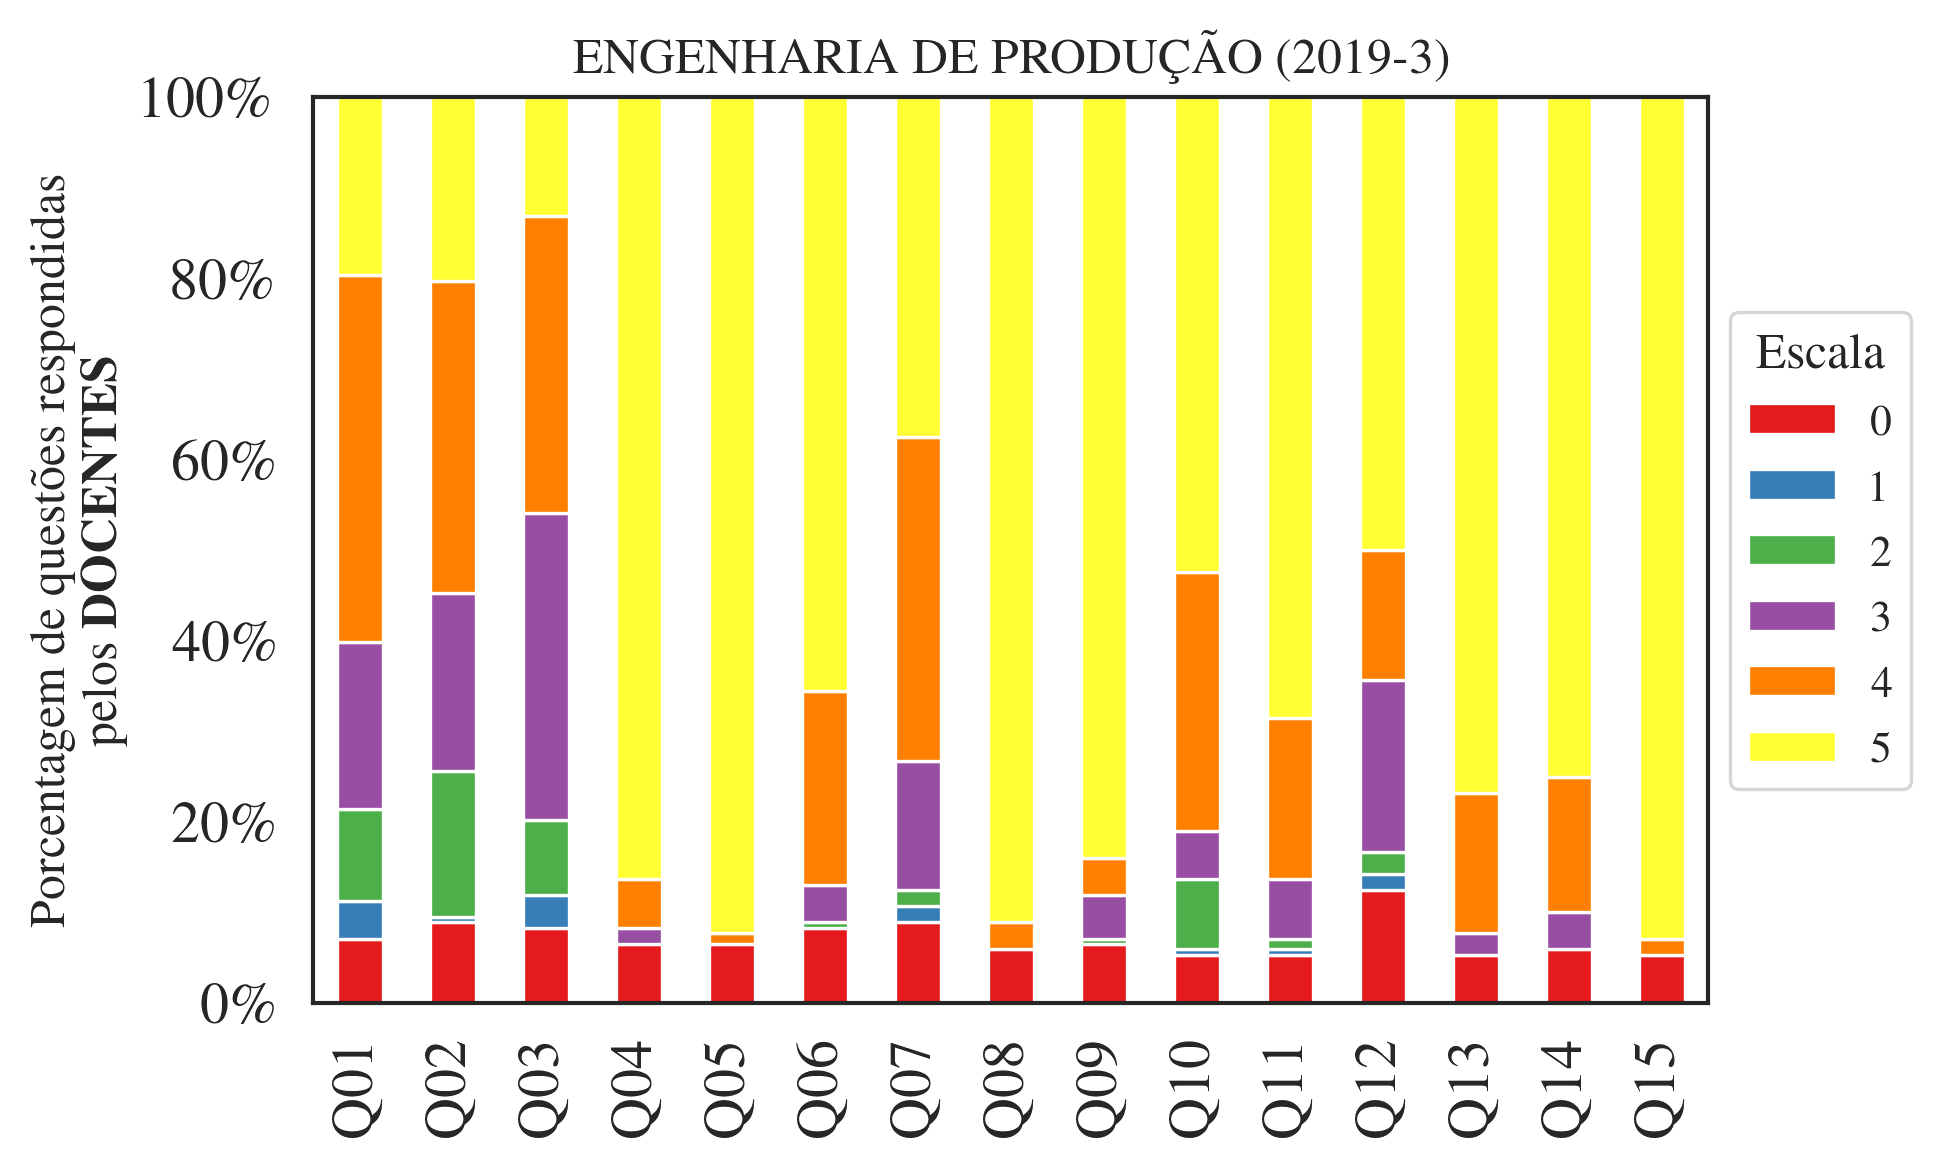 ENGENHARIA DE PRODUÇÃO (2019-3)
Porcentagem de questões respondidas
pelos DOCENTES
100%
80%
60%
40%
20%
0%
Q01
Q02
Q03
Q04
Q05
Q06
Q07
Q08
Q09
Q10
Q11
Q12
Q13
Q14
Q15
Escala
0
1
2
3
4
5